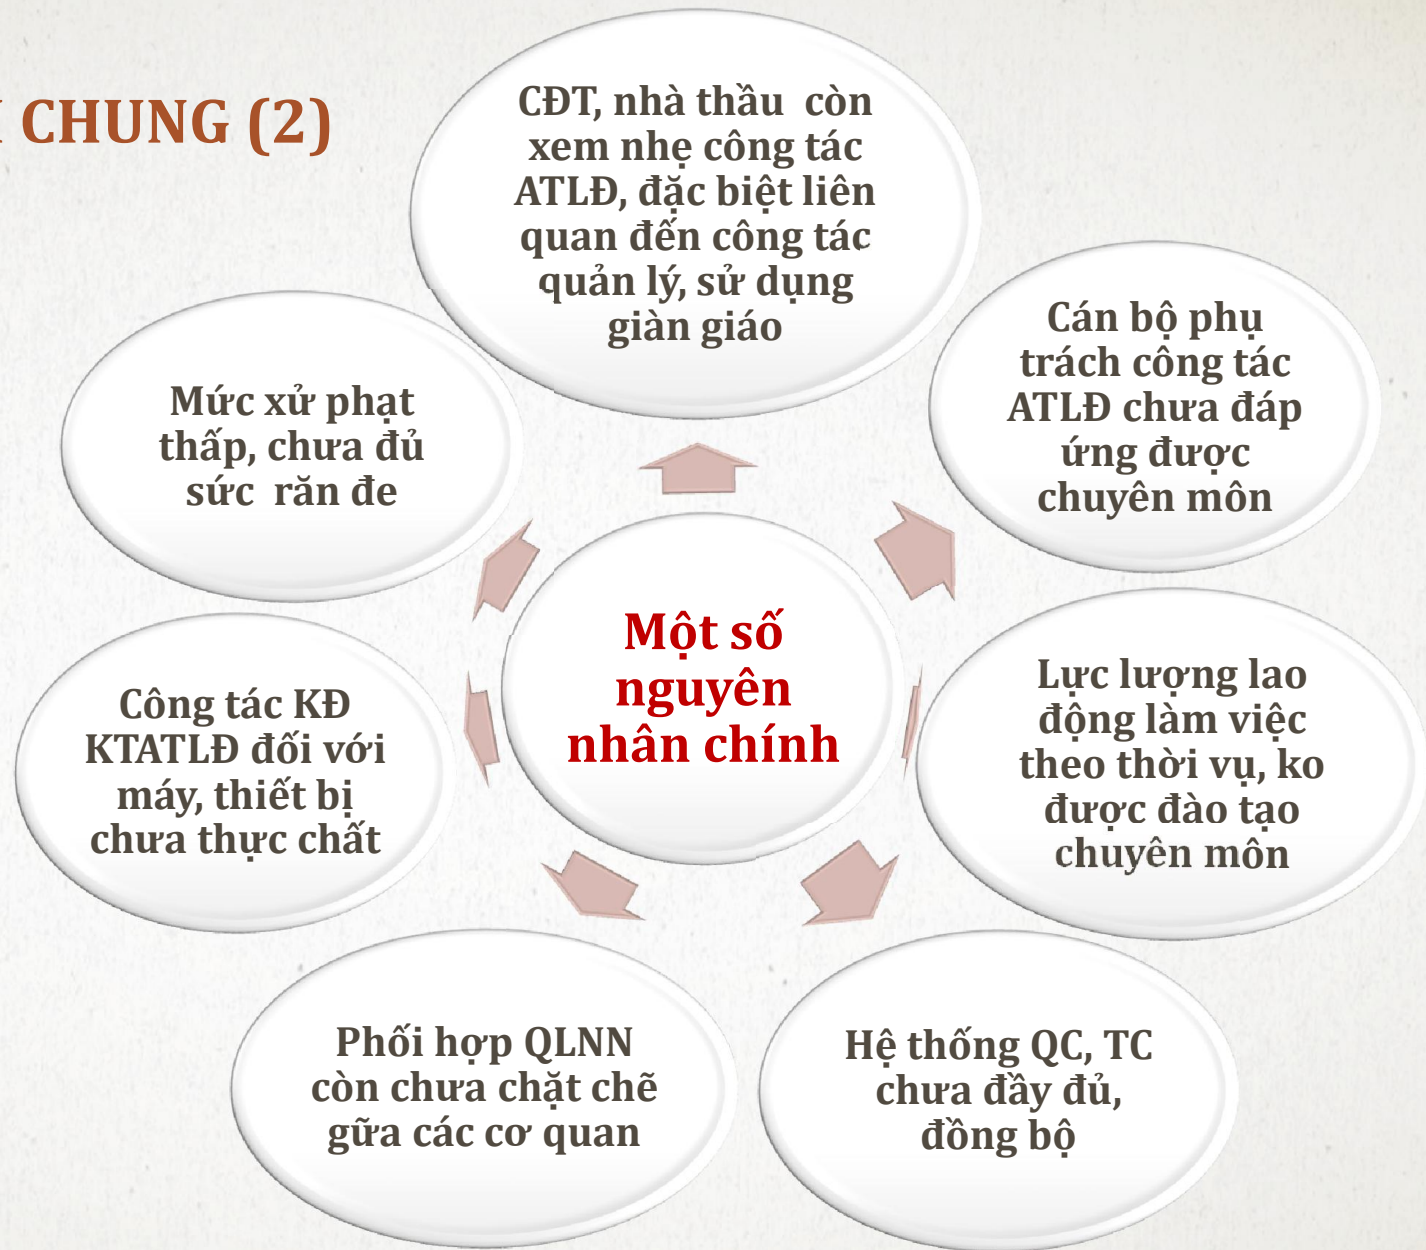 CHUNG (2)
CĐT, nhà thầu còn
xem nhẹ công tác
ATLĐ, đặc biệt liên
quan đến công tác
quản lý, sử dụng
giàn giáo
Cán bộ phụ
trách công tác
ATLĐ chưa đáp
ứng được
chuyên môn
Lực lượng lao
động làm việc
theo thời vụ, ko
được đào tạo
chuyên môn
Hệ thống QC, TC
chưa đầy đủ,
đồng bộ
Phối hợp QLNN
còn chưa chặt chẽ
gữa các cơ quan
Công tác KĐ
KTATLĐ đối với
máy, thiết bị
chưa thực chất
Mức xử phạt
thấp, chưa đủ
sức răn đe
Một số
nguyên
nhân chính